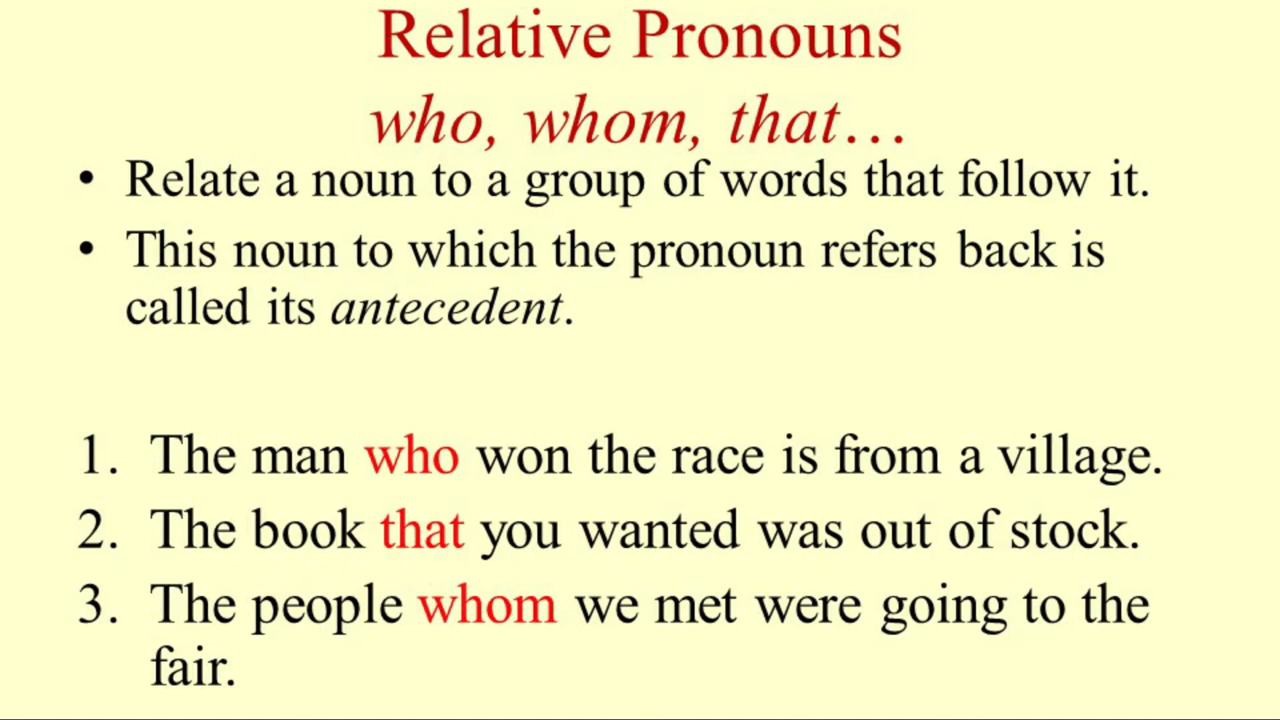 Relative Pronouns
who, whom, that…
• Relate a noun to a group of words that follow it.
• This noun to which the pronoun refers back is
called its antecedent.
1. The man who won the race is from a village.
2. The book that you wanted was out of stock.
3. The people whom we met were going to the
fair.